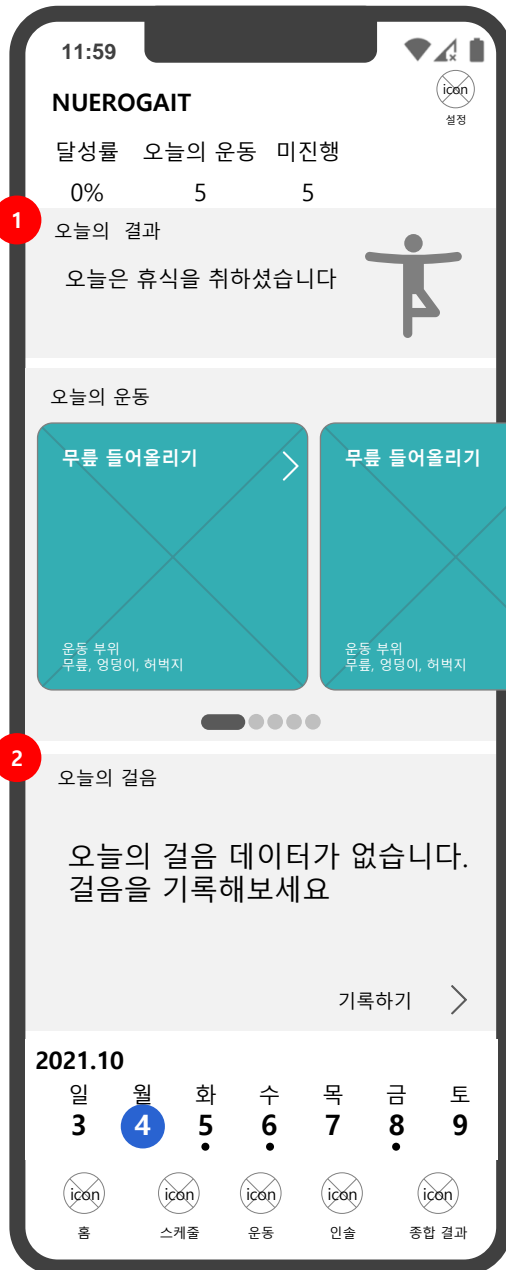 11:59
NUEROGAIT
icon
설정
달성률 오늘의 운동 미진행
0% 5 5
1
오늘의 결과
오늘은 휴식을 취하셨습니다
오늘의 운동
무릎 들어올리기
무릎 들어올리기
운동 부위
무릎, 엉덩이, 허벅지
운동 부위
무릎, 엉덩이, 허벅지
2
오늘의 걸음
오늘의 걸음 데이터가 없습니다.
걸음을 기록해보세요
기록하기
2021.10
일 월 화 수 목 금 토
3 4 5 6 7 8 9
icon icon icon icon icon
홈 스케줄 운동 인솔 종합 결과